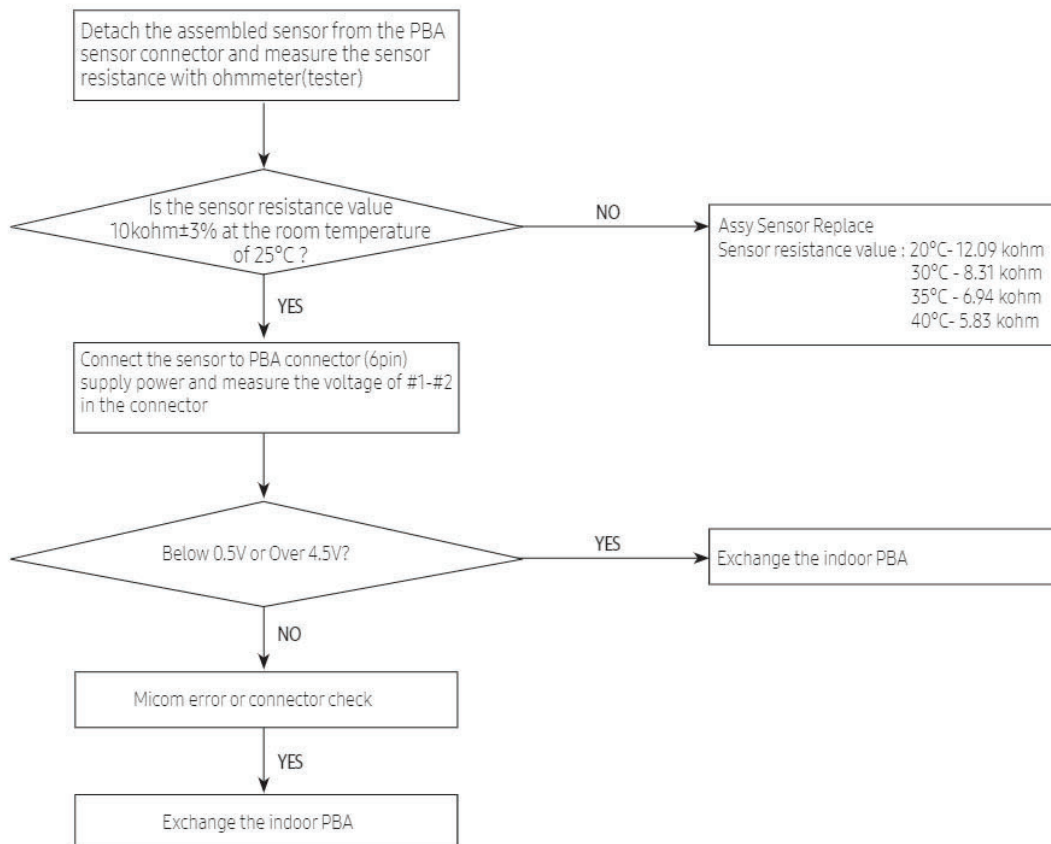 Detach the assembled sensor from the PBA
sensor connector and measure the sensor
resistance with ohmmeter(tester)
Is the sensor resistance value
10kohm±3% at the room temperature
of 25°C ?
NO
Assy Sensor Replace
Sensor resistance value : 20°C- 12.09 kohm
30°C - 8.31 kohm
35°C - 6.94 kohm
40°C- 5.83 kohm
YES
Connect the sensor to PBA connector (6pin)
supply power and measure the voltage of #1-#2
in the connector
Below 0.5V or Over 4.5V?
YES
Exchange the indoor PBA
NO
Micom error or connector check
YES
Exchange the indoor PBA